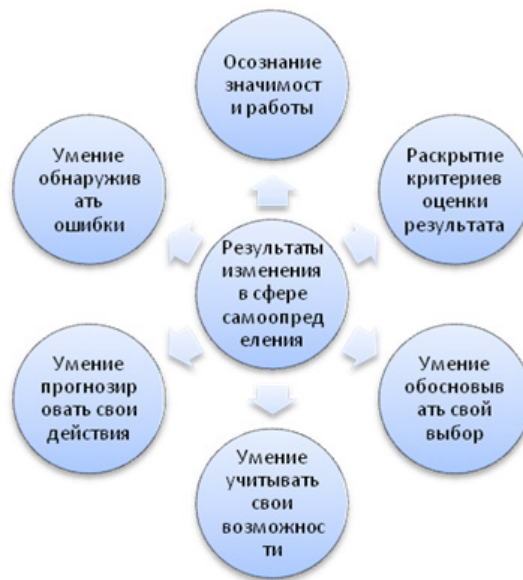 Осознание
значимост
и работы
Умение
обнаружив
ать
ошибки
Раскрытие
критериев
оценки
результата
Результаты
изменения
в сфере
самоопред
еления
Умение
прогнозир
овать свои
действия
Умение
обосновыв
ать свой
выбор
Умение
учитывать
свои
возможнос
ти